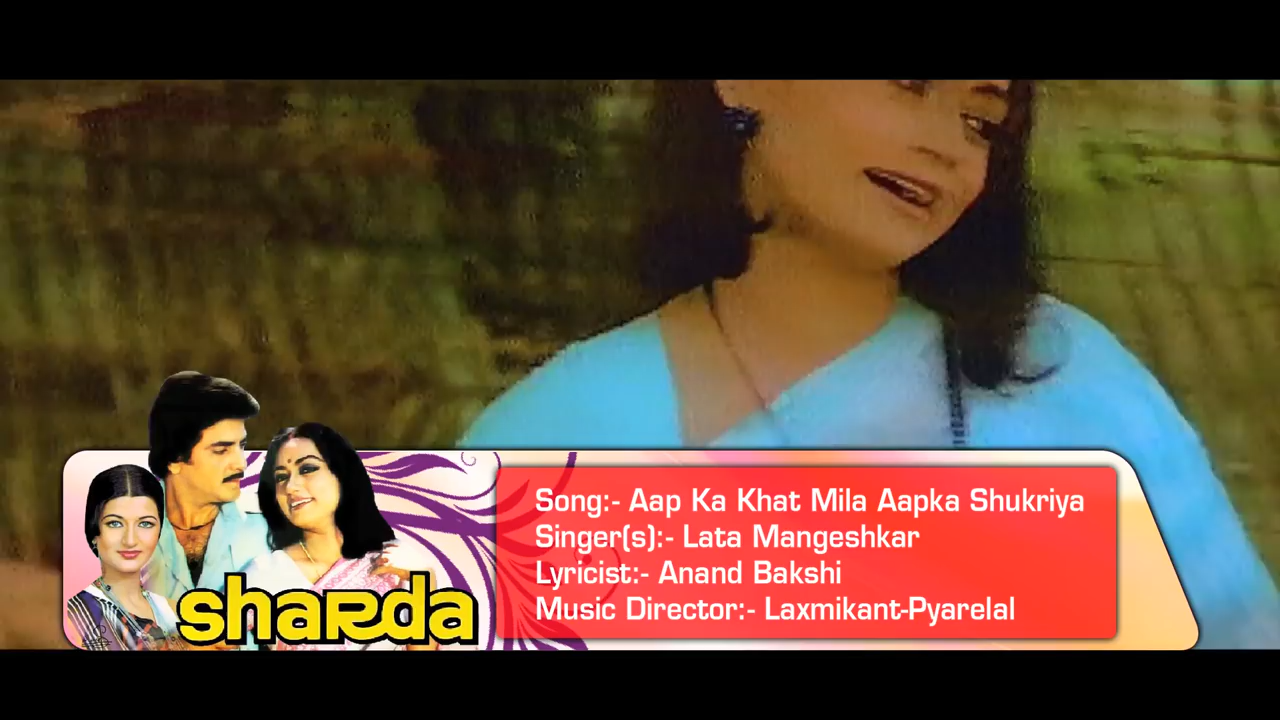 sharda
Song:- Aap Ka Khat Mila Aapka Shukriya
Singer(s):- Lata Mangeshkar
Lyricist:- Anand Bakshi
Music Director:- Laxmikant-Pyarelal